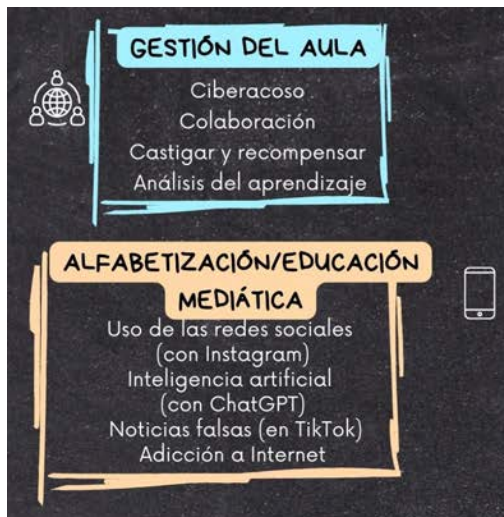 GESTIÓN DEL AULA
Ciberacoso
Colaboración
Castigar y recompensar
Análisis del aprendizaje
ALFABETIZACIÓN/EDUCACIÓN
MEDIÁTICA
Uso de las redes sociales
(con Instagram)
Inteligencia artificial
(con ChatGPT)
Noticias falsas (en TikTok)
Adicción a Internet